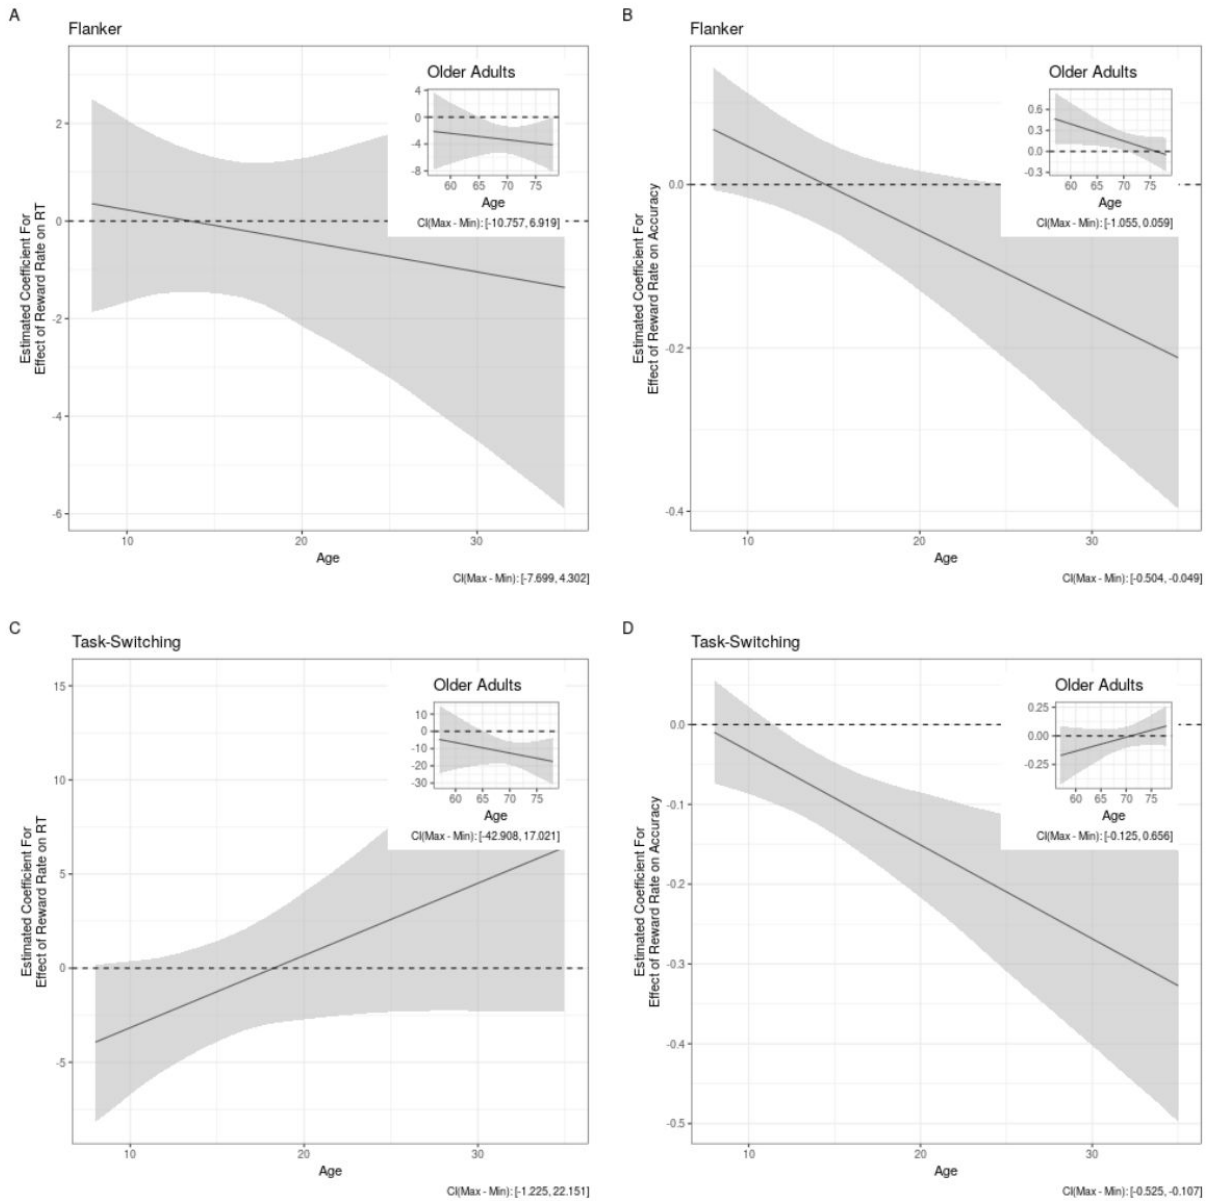 A
Flanker
Estimated Coefficient For
Effect of Reward Rate on RT
2
0
-2
-4
-6
10
20
30
Age
CI(Max - Min): [-7.699, 4.302]
Older Adults
4
0
-4
-8
60
65
70
75
Age
CI(Max - Min): [-10.757, 6.919]
B
Flanker
Estimated Coefficient For
Effect of Reward Rate on Accuracy
0.0
-0.2
-0.4
10
20
30
Age
CI(Max - Min): [-0.504, -0.049]
Older Adults
0.6
0.3
0.0
-0.3
60
65
70
75
Age
CI(Max - Min): [-1.055, 0.059]
C
Task-Switching
Estimated Coefficient For
Effect of Reward Rate on RT
15
10
5
0
-5
10
20
30
Age
CI(Max - Min): [-1.225, 22.151]
Older Adults
10
0
-10
-20
-30
60
65
70
75
Age
CI(Max - Min): [-42.908, 17.021]
D
Task-Switching
Estimated Coefficient For
Effect of Reward Rate on Accuracy
0.0
-0.1
-0.2
-0.3
-0.4
-0.5
10
20
30
Age
CI(Max - Min): [-0.525, -0.107]
Older Adults
0.25
0.00
-0.25
60
65
70
75
Age
CI(Max - Min): [-0.125, 0.656]